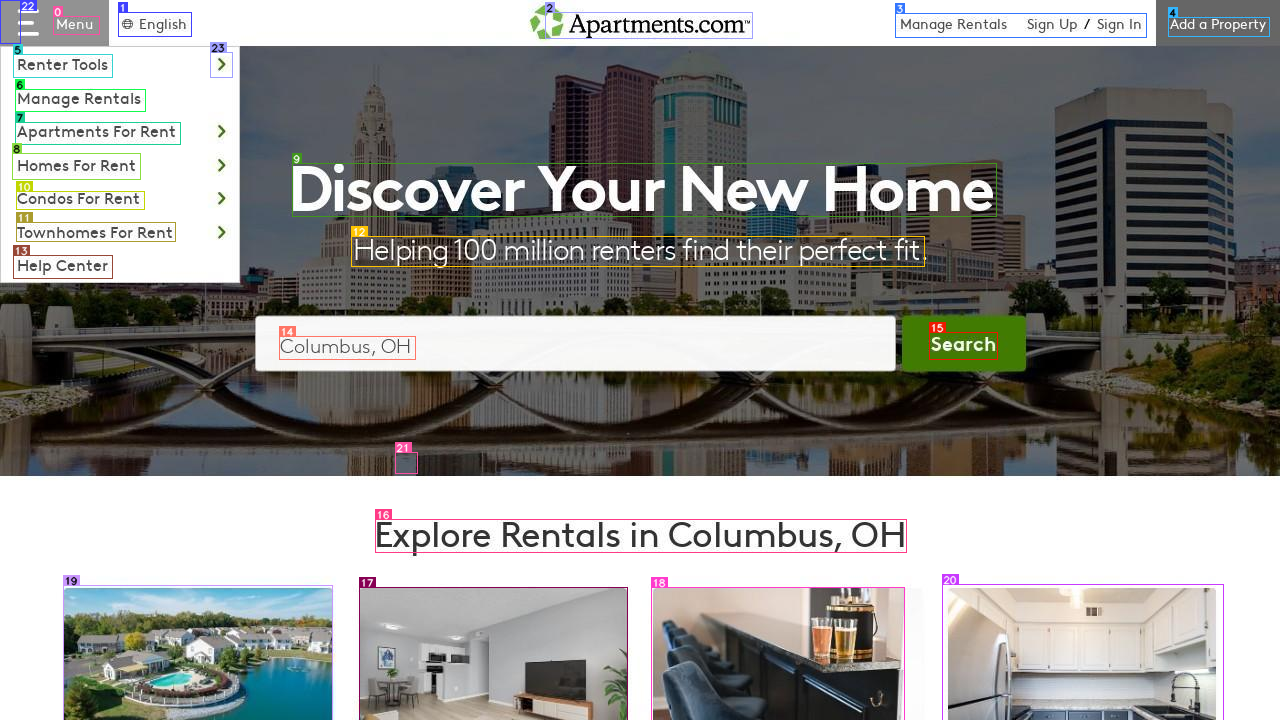 Menu
English
Apartments.com™
Manage Rentals
Sign Up / Sign In
Add a Property
Renter Tools
Manage Rentals
Apartments For Rent
Homes For Rent
Condos For Rent
Townhomes For Rent
Help Center
Discover Your New Home
Helping 100 million renters find their perfect fit.
Columbus, OH
Search
Explore Rentals in Columbus, OH
0
1
2
3
4
5
6
7
8
9
10
11
12
13
14
15
16
17
18
19
20
21
22
23